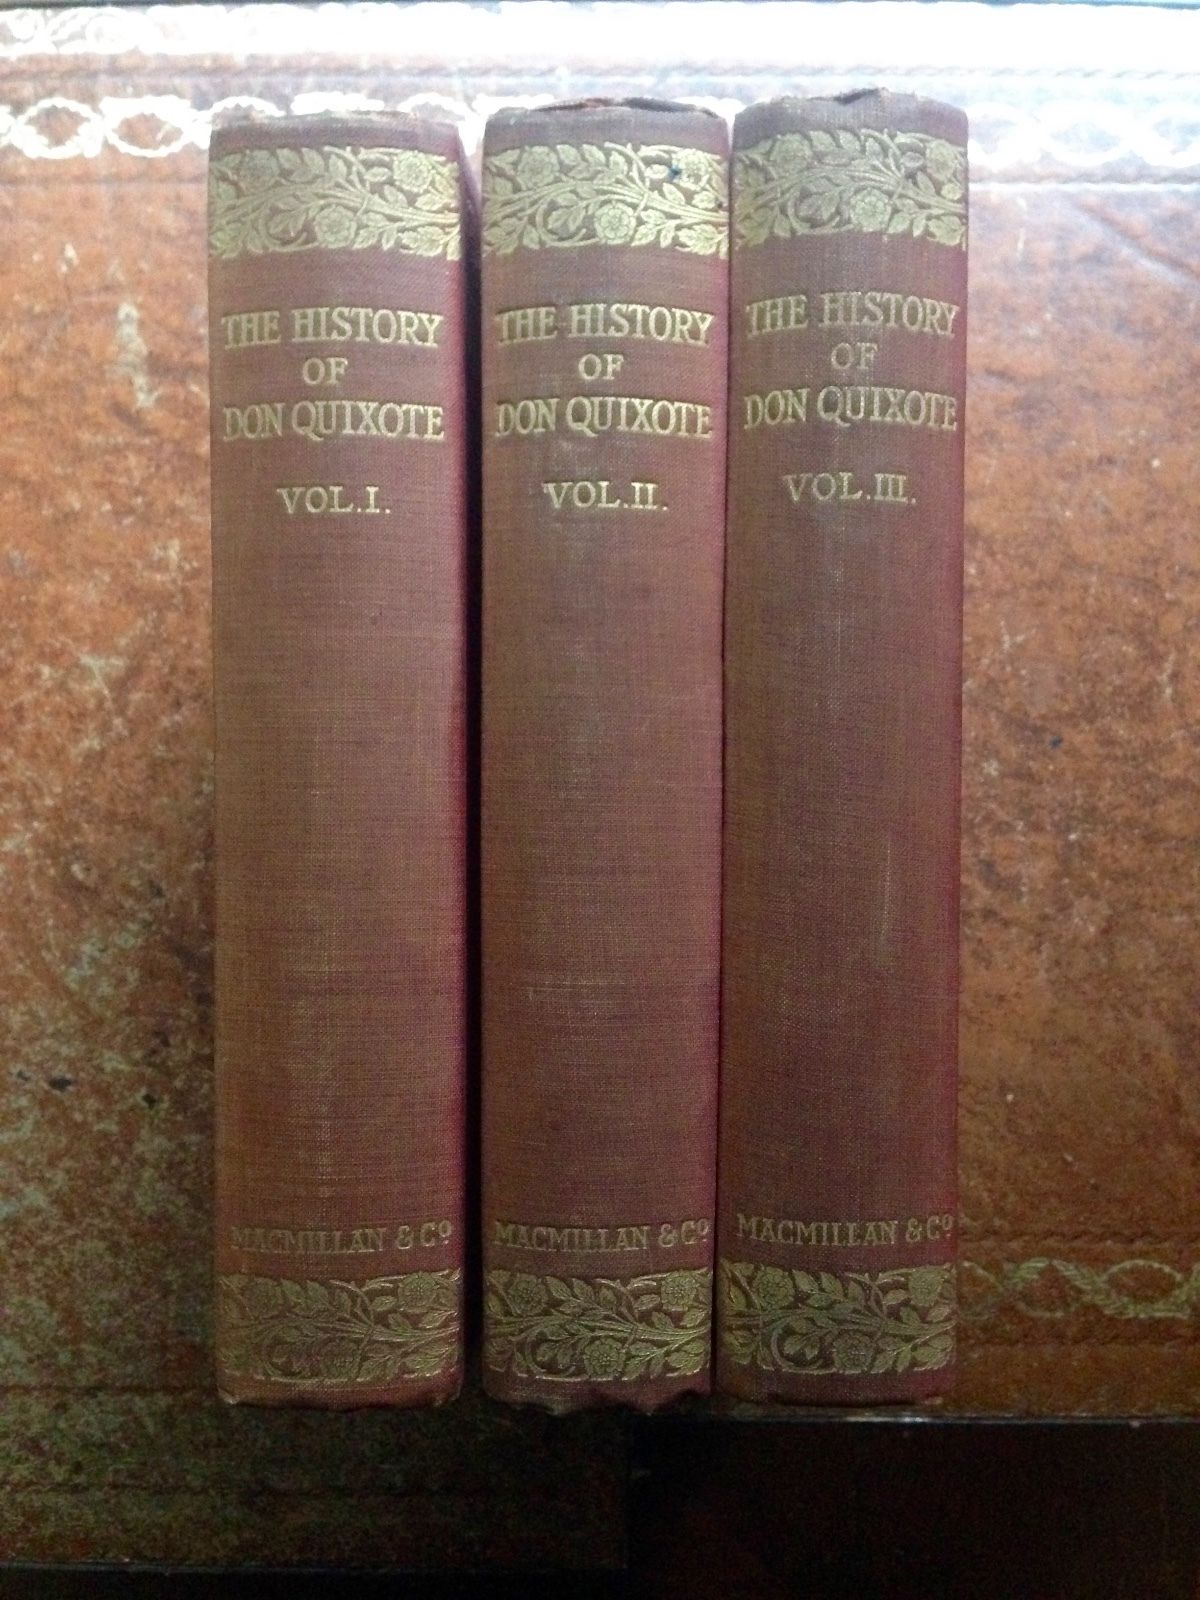 THE HISTORY
OF
DON QUIXOTE
VOL. I.
MACMILLAN & Cº
THE HISTORY
OF
DON QUIXOTE
VOL. II.
MACMILLAN & Cº
THE HISTORY
OF
DON QUIXOTE
VOL. III.
MACMILLAN & Cº